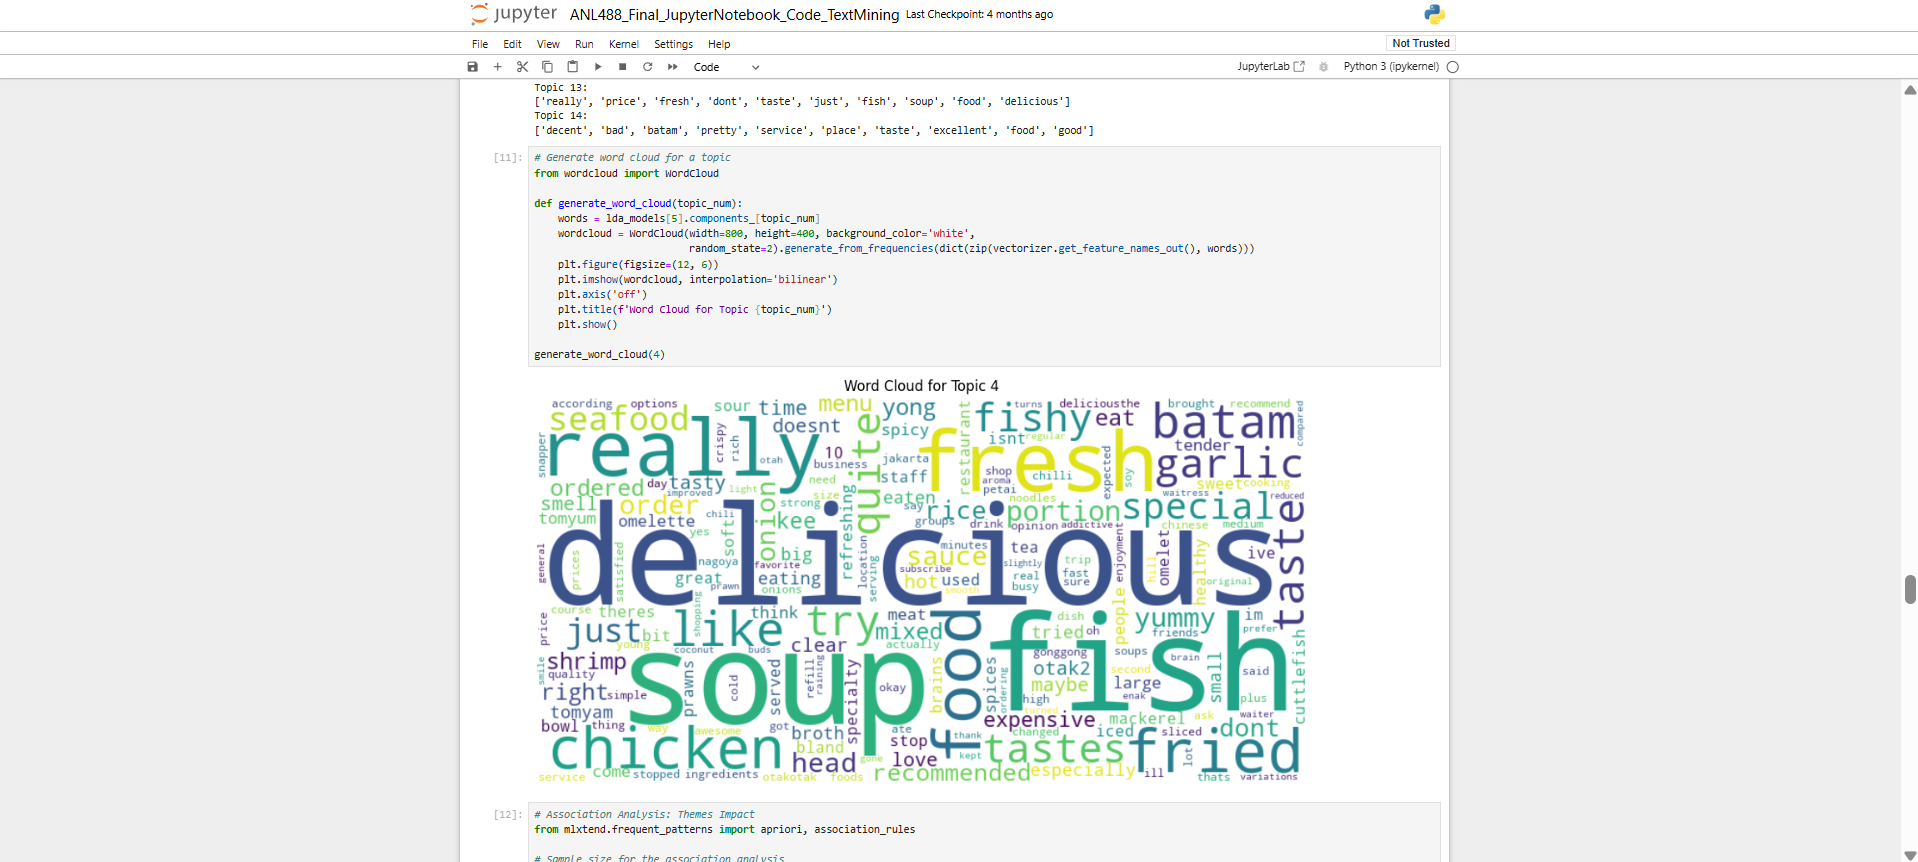 jupyter ANL488_Final_JupyterNotebook_Code_TextMining Last Checkpoint: 4 months ago
File Edit View Run Kernel Settings Help Not Trusted
Code JupyterLab Python 3 (ipykernel)
Topic 13:
['really', 'price', 'fresh', 'dont', 'taste', 'just', 'fish', 'soup', 'food', 'delicious']
Topic 14:
['decent', 'bad', 'batam', 'pretty', 'service', 'place', 'taste', 'excellent', 'food', 'good']
[11]: # Generate word cloud for a topic
from wordcloud import WordCloud
def generate_word_cloud(topic_num):
    words = lda_models[5].components_[topic_num]
    wordcloud = WordCloud(width=800, height=400, background_color='white',
                          random_state=2).generate_from_frequencies(dict(zip(vectorizer.get_feature_names_out(), words)))
    plt.figure(figsize=(12, 6))
    plt.imshow(wordcloud, interpolation='bilinear')
    plt.axis('off')
    plt.title(f'Word Cloud for Topic {topic_num}')
    plt.show()
generate_word_cloud(4)
Word Cloud for Topic 4
according options sour time menu yong restaurant fishy turns deliciousthe eat brought recommend batam compared
seafood really crispy rich doesnt quite spicy isnt regular tender
snapper otah 10 business jakarta staff fresh shop aroma petai chilli expected soy garlic
ordered day tasty improved light need size eaten noodles sweet cooking waitress reduced
smell order onion strong refreshing say rice portion special taste
tomyum omelette chili soft kee groups drink opinion addictive chinese medium
delicious yes big location minutes tea enjoyment omelet healthy ive
general prices satisfied nagoya favorite great prawn eating onions serving sauce subscribe hot used smooth slightly real busy trip fast sure hill original
course theres shopping think try meat food dish people yummy im
price just bit like mixed actually tried oh friends prefer
young coconut buds clear gonggong soups brain said cuttlefish
shrimp soup fish brains spices otak2 second small
smile quality right simple prawns cold served refill raining specialty okay ordering maybe high large enak plus
tomyam turned expensive mackerel ask waiter
bowl thing way awesome got broth ate thank changed iced sliced dont
chicken bland stop kept tastes fried lot
head gone love
service come stopped ingredients otakotak foods recommended especially ill thats variations
[12]: # Association Analysis: Themes Impact
from mlxtend.frequent_patterns import apriori, association_rules
# Sample size for the association analysis